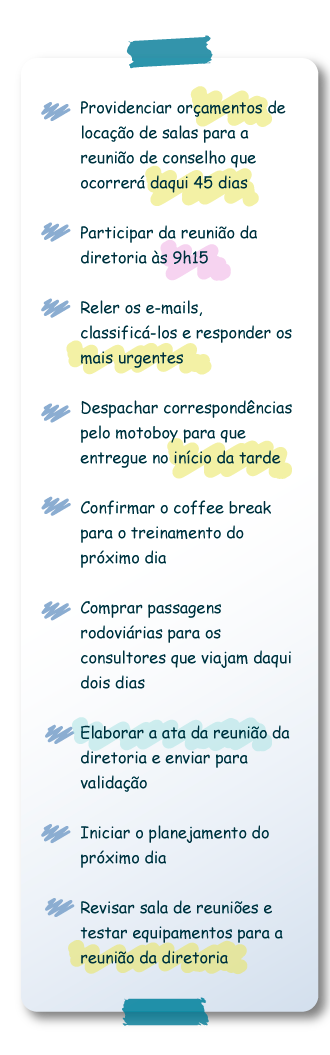 Providenciar orçamentos de
locação de salas para a
reunião de conselho que
ocorrerá daqui 45 dias
Participar da reunião da
diretoria às 9h15
Reler os e-mails,
classificá-los e responder os
mais urgentes
Despachar correspondências
pelo motoboy para que
entregue no início da tarde
Confirmar o coffee break
para o treinamento do
próximo dia
Comprar passagens
rodoviárias para os
consultores que viajam daqui
dois dias
Elaborar a ata da reunião da
diretoria e enviar para
validação
Iniciar o planejamento do
próximo dia
Revisar sala de reuniões e
testar equipamentos para a
reunião da diretoria